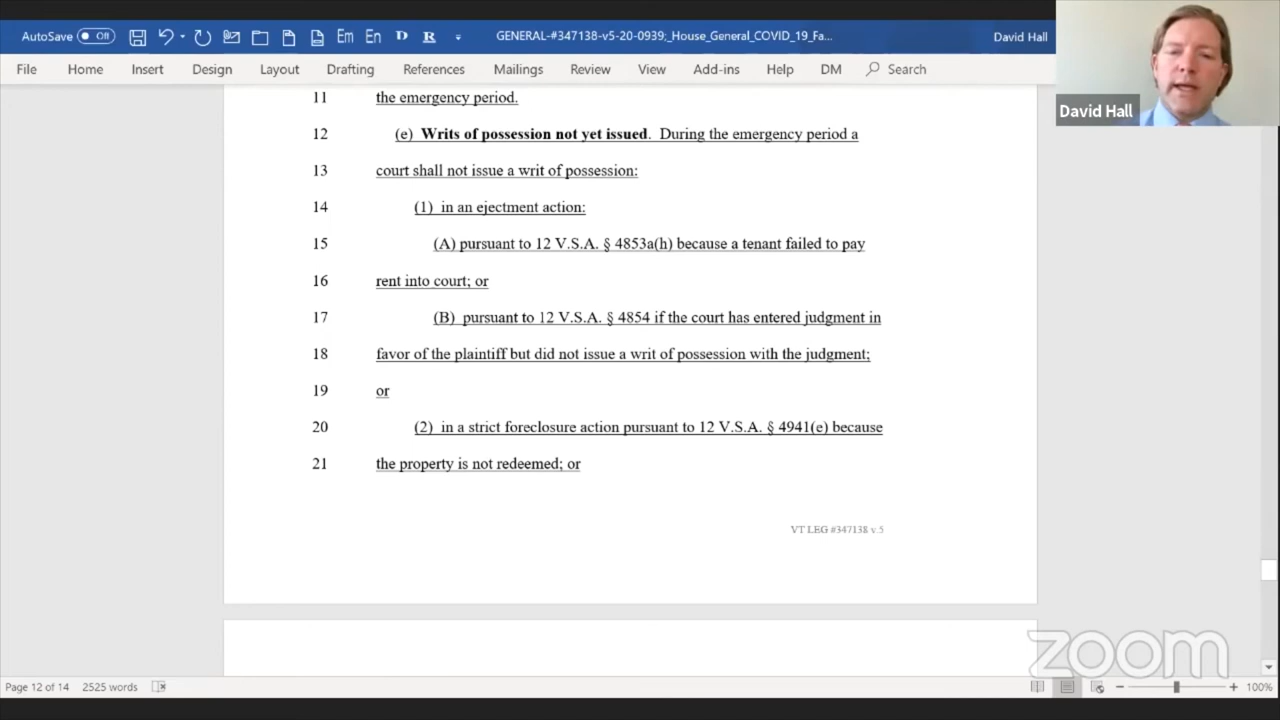 AutoSave Off Em En D R GENERAL-#347138-v5-20-0939:_House_General_COVID_19_Fa... David Hall
File Home Insert Design Layout Drafting References Mailings Review View Add-ins Help DM Search
David Hall
11 the emergency period.
12 (e) Writs of possession not yet issued. During the emergency period a
13 court shall not issue a writ of possession:
14 (1) in an ejectment action:
15 (A) pursuant to 12 V.S.A. § 4853a(h) because a tenant failed to pay
16 rent into court; or
17 (B) pursuant to 12 V.S.A. § 4854 if the court has entered judgment in
18 favor of the plaintiff but did not issue a writ of possession with the judgment;
19 or
20 (2) in a strict foreclosure action pursuant to 12 V.S.A. § 4941(e) because
21 the property is not redeemed; or
VT LEG #347138 v.5
zoom
Page 12 of 14 2525 words 100%